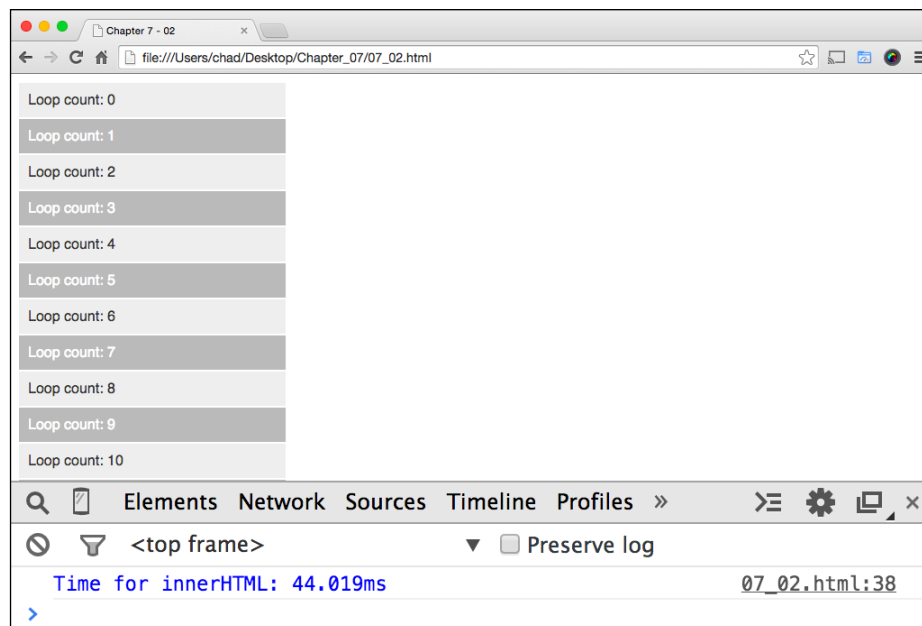 Chapter 7 - 02
file:///Users/chad/Desktop/Chapter_07/07_02.html
Loop count: 0
Loop count: 1
Loop count: 2
Loop count: 3
Loop count: 4
Loop count: 5
Loop count: 6
Loop count: 7
Loop count: 8
Loop count: 9
Loop count: 10
Elements Network Sources Timeline Profiles »
<top frame> Preserve log
Time for innerHTML: 44.019ms 07_02.html:38
>